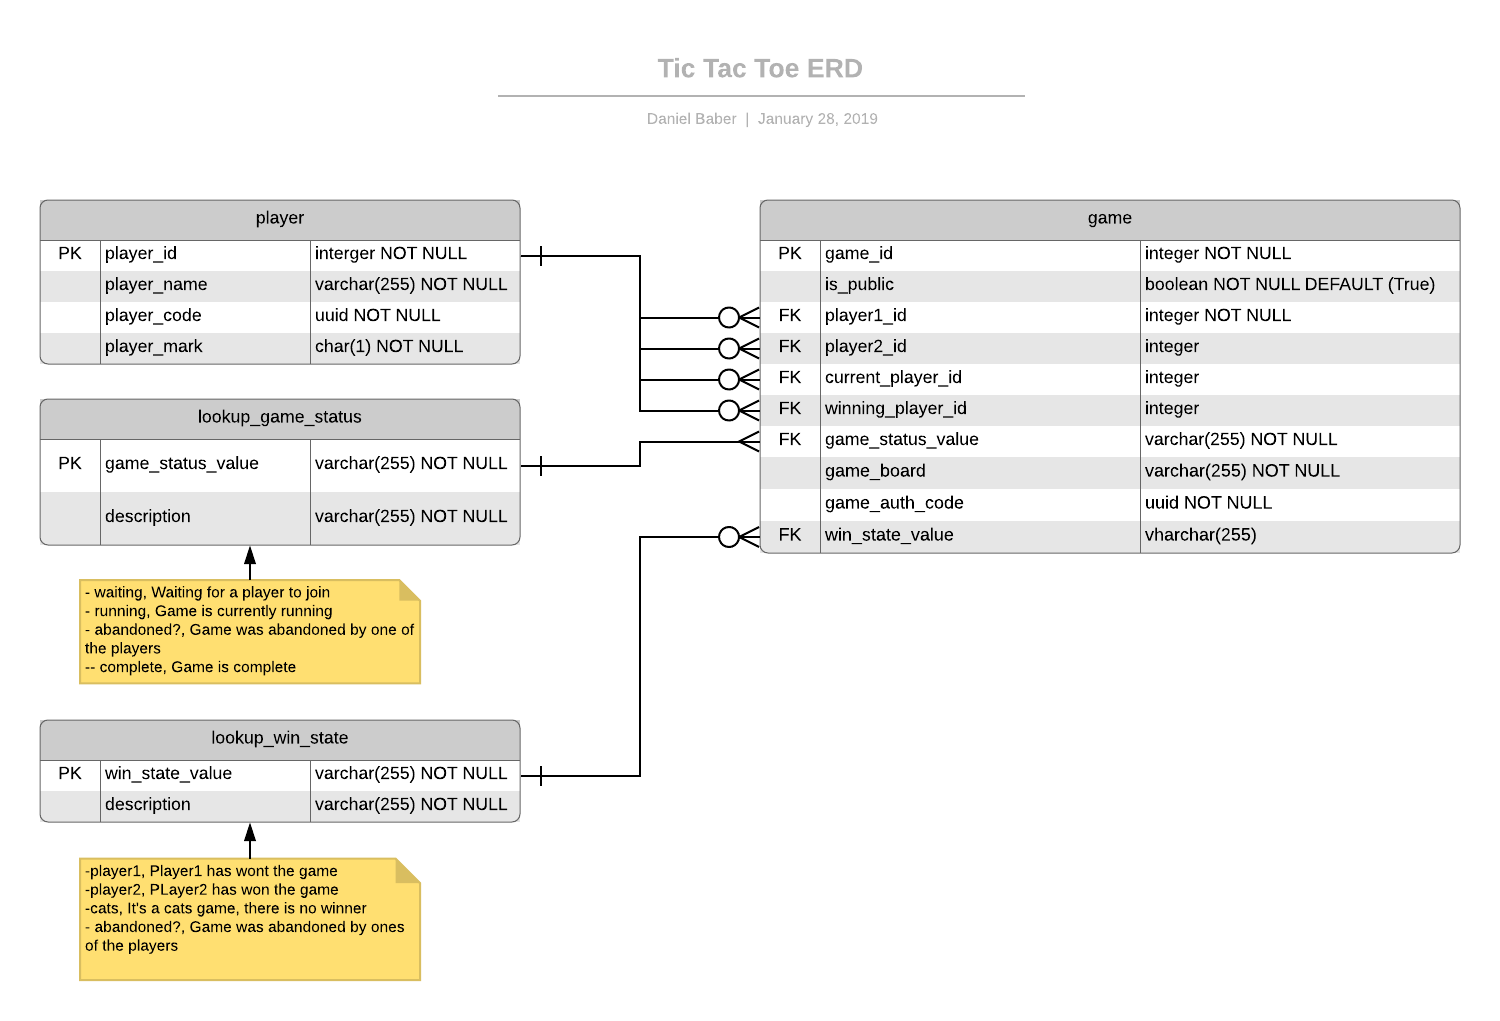 Tic Tac Toe ERD
Daniel Baber | January 28, 2019
player
PK player_id interger NOT NULL
player_name varchar(255) NOT NULL
player_code uuid NOT NULL
player_mark char(1) NOT NULL
lookup_game_status
PK game_status_value varchar(255) NOT NULL
description varchar(255) NOT NULL
- waiting, Waiting for a player to join
- running, Game is currently running
- abandoned?, Game was abandoned by one of
the players
-- complete, Game is complete
lookup_win_state
PK win_state_value varchar(255) NOT NULL
description varchar(255) NOT NULL
-player1, Player1 has wont the game
-player2, PLayer2 has won the game
-cats, It's a cats game, there is no winner
- abandoned?, Game was abandoned by ones
of the players
game
PK game_id integer NOT NULL
is_public boolean NOT NULL DEFAULT (True)
FK player1_id integer NOT NULL
FK player2_id integer
FK current_player_id integer
FK winning_player_id integer
FK game_status_value varchar(255) NOT NULL
game_board varchar(255) NOT NULL
game_auth_code uuid NOT NULL
FK win_state_value vharchar(255)